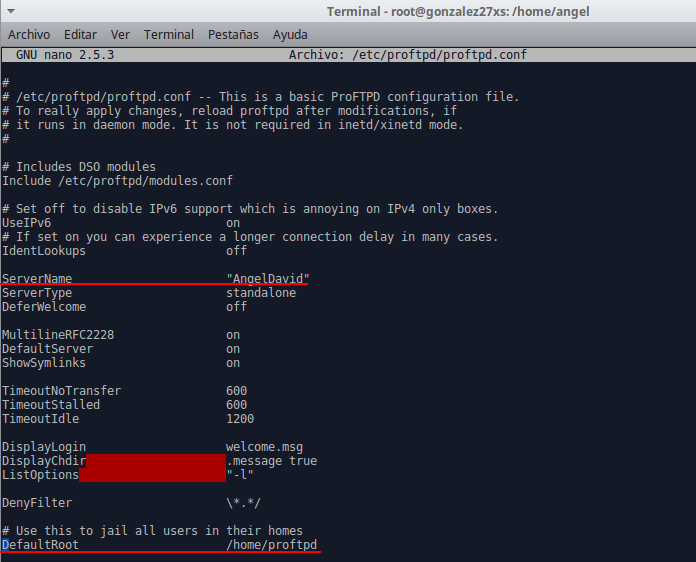 Terminal - root@gonzalez27xs: /home/angel
Archivo Editar Ver Terminal Pestañas Ayuda
GNU nano 2.5.3 Archivo: /etc/proftpd/proftpd.conf
#
# /etc/proftpd/proftpd.conf -- This is a basic ProFTPD configuration file.
# To really apply changes, reload proftpd after modifications, if
# it runs in daemon mode. It is not required in inetd/xinetd mode.
#
# Includes DSO modules
Include /etc/proftpd/modules.conf
# Set off to disable IPv6 support which is annoying on IPv4 only boxes.
UseIPv6 on
# If set on you can experience a longer connection delay in many cases.
IdentLookups off
ServerName "AngelDavid"
ServerType standalone
DeferWelcome off
MultilineRFC2228 on
DefaultServer on
ShowSymlinks on
TimeoutNoTransfer 600
TimeoutStalled 600
TimeoutIdle 1200
DisplayLogin welcome.msg
DisplayChdir .message true
ListOptions "-l"
DenyFilter \*.*/
# Use this to jail all users in their homes
DefaultRoot /home/proftpd